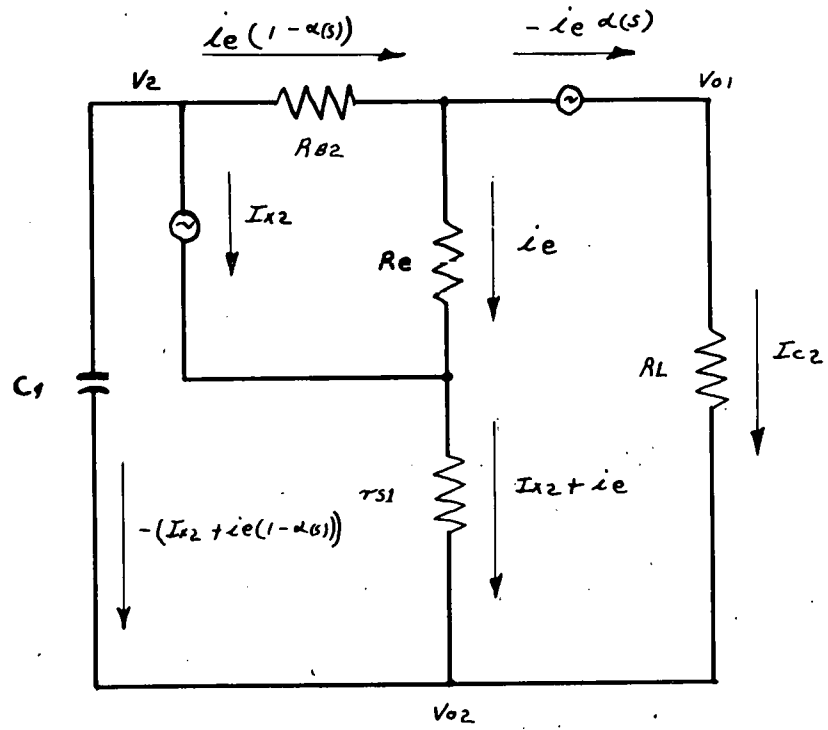 ie (1 - α(s))
-ie α(s)
V2
Vo1
RB2
Ix2
Re
ie
C1
RL
Ic2
rs1
Ix2 + ie
-(Ix2 + ie(1-α(s)))
Vo2